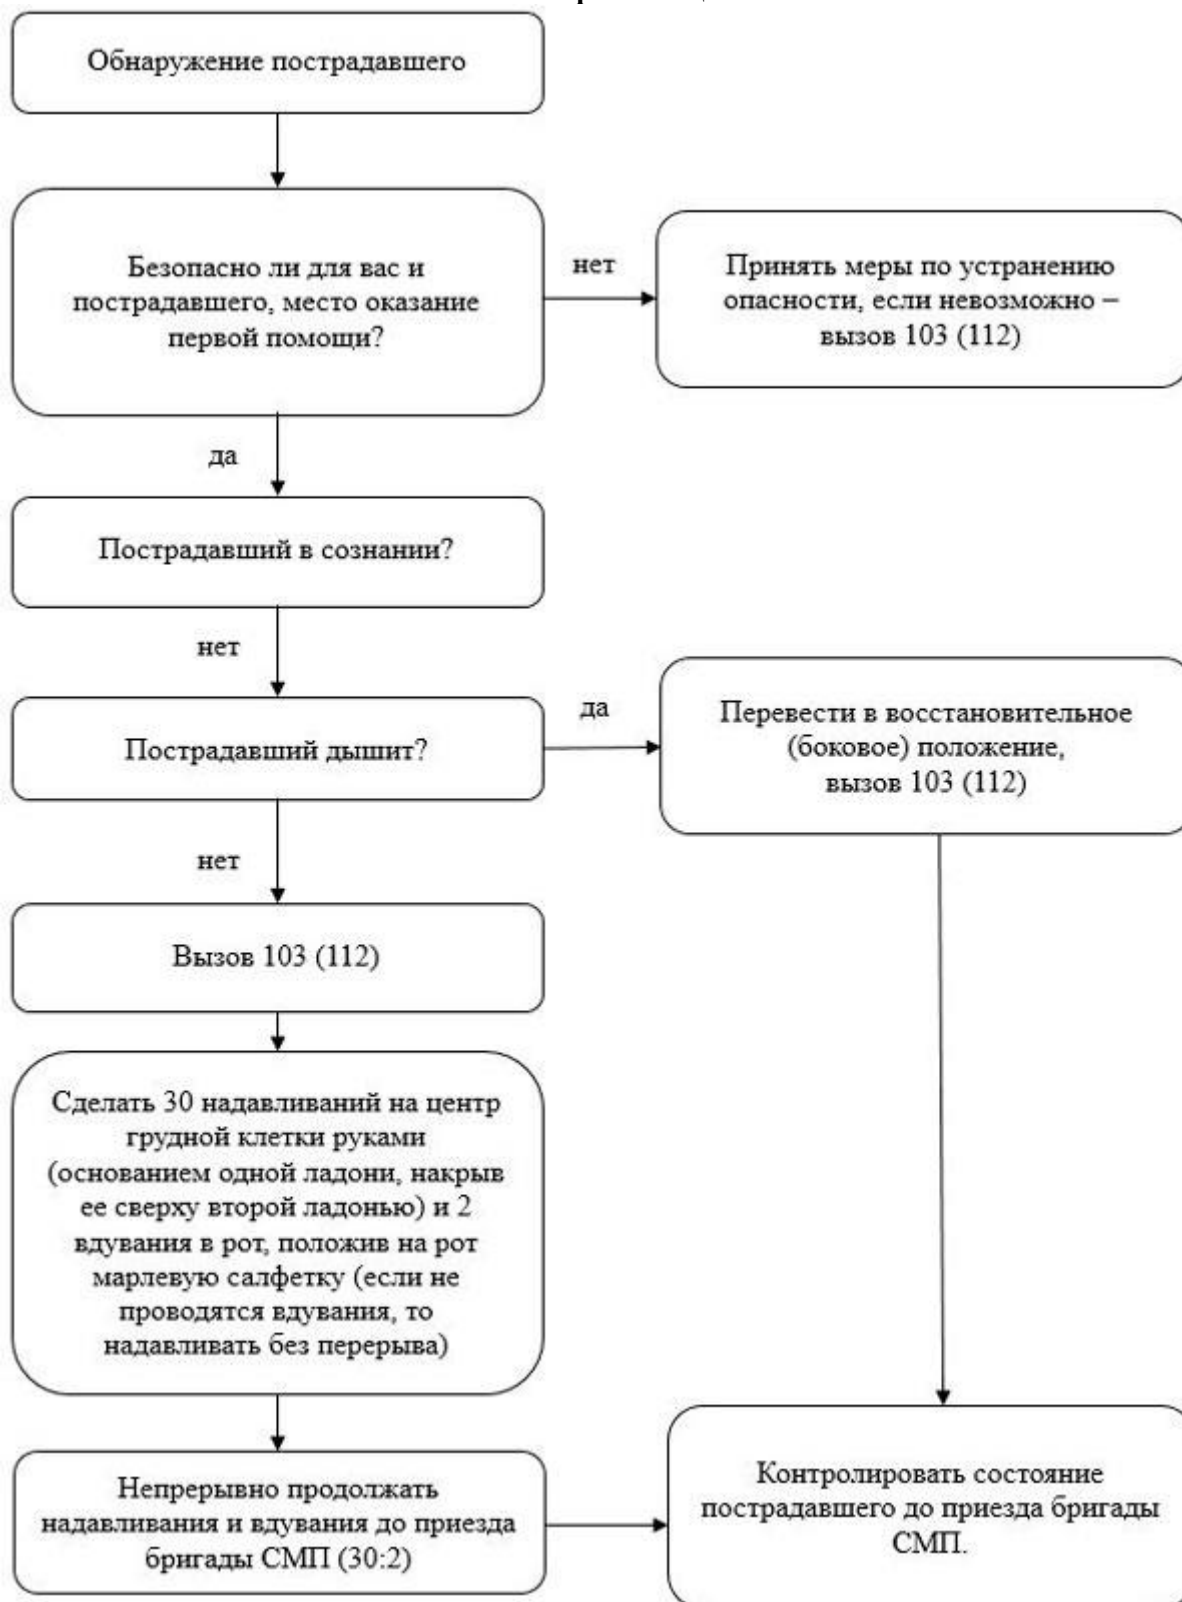 Обнаружение пострадавшего
Безопасно ли для вас и
пострадавшего, место оказание
первой помощи?
нет
Принять меры по устранению
опасности, если невозможно –
вызов 103 (112)
да
Пострадавший в сознании?
нет
Пострадавший дышит?
да
Перевести в восстановительное
(боковое) положение,
вызов 103 (112)
нет
Вызов 103 (112)
Сделать 30 надавливаний на центр
грудной клетки руками
(основанием одной ладони, накрыв
ее сверху второй ладонью) и 2
вдувания в рот, положив на рот
марлевую салфетку (если не
проводятся вдувания, то
надавливать без перерыва)
Непрерывно продолжать
надавливания и вдувания до приезда
бригады СМП (30:2)
Контролировать состояние
пострадавшего до приезда бригады
СМП.